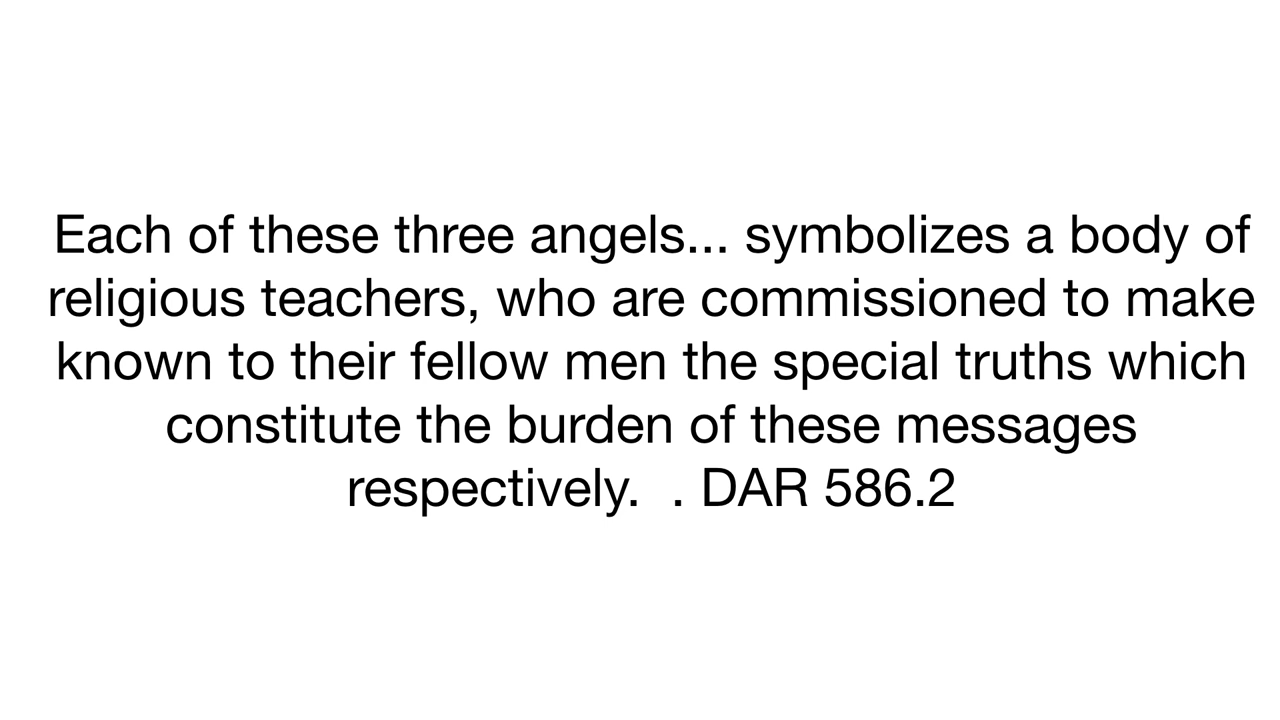 Each of these three angels... symbolizes a body of
religious teachers, who are commissioned to make
known to their fellow men the special truths which
constitute the burden of these messages
respectively.  . DAR 586.2